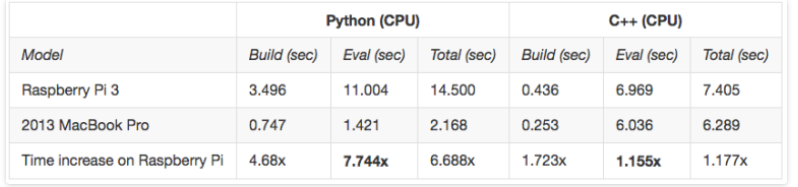 Python (CPU) C++ (CPU)
Model Build (sec) Eval (sec) Total (sec) Build (sec) Eval (sec) Total (sec)
Raspberry Pi 3 3.496 11.004 14.500 0.436 6.969 7.405
2013 MacBook Pro 0.747 1.421 2.168 0.253 6.036 6.289
Time increase on Raspberry Pi 4.68x 7.744x 6.688x 1.723x 1.155x 1.177x